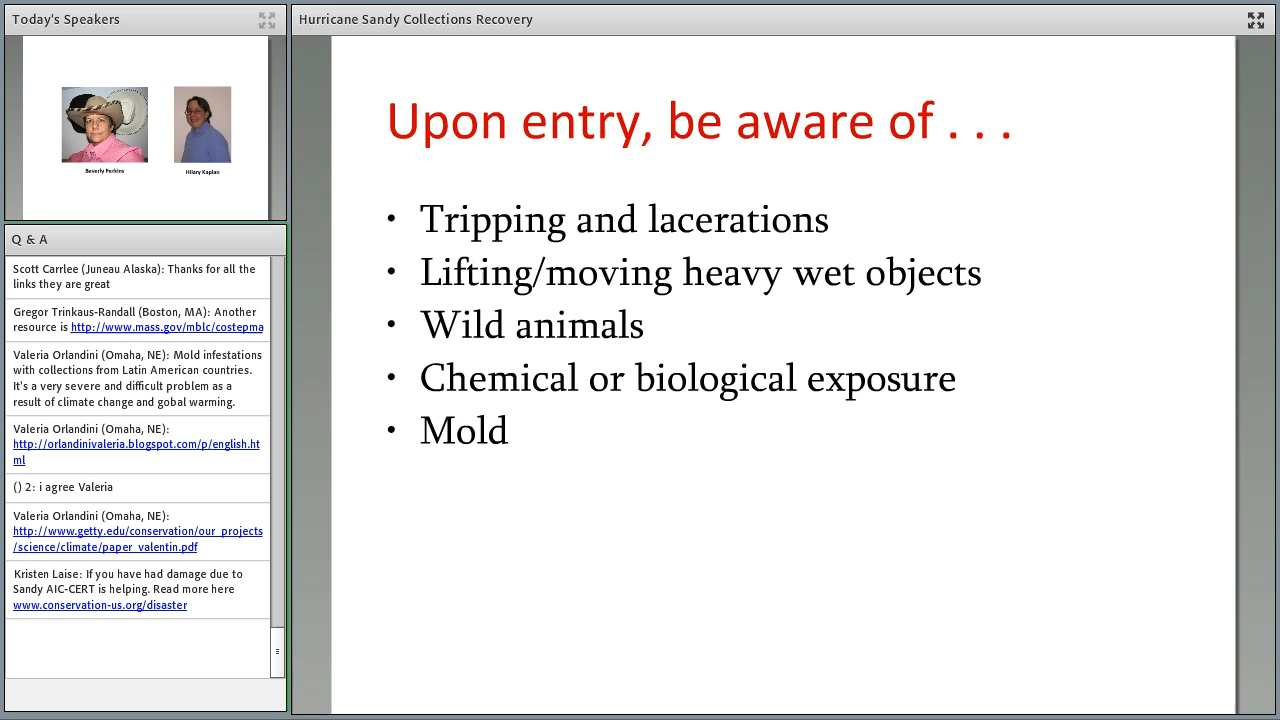 Today's Speakers
Beverly Perkins
Hilary Kaplan
Q & A
Scott Carrlee (Juneau Alaska): Thanks for all the
links they are great
Gregor Trinkaus-Randall (Boston, MA): Another
resource is http://www.mass.gov/mblc/costepma
Valeria Orlandini (Omaha, NE): Mold infestations
with collections from Latin American countries.
It's a very severe and difficult problem as a
result of climate change and gobal warming.
Valeria Orlandini (Omaha, NE):
http://orlandinivaleria.blogspot.com/p/english.ht
ml
() 2: i agree Valeria
Valeria Orlandini (Omaha, NE):
http://www.getty.edu/conservation/our_projects
/science/climate/paper_valentin.pdf
Kristen Laise: If you have had damage due to
Sandy AIC-CERT is helping. Read more here
www.conservation-us.org/disaster
Hurricane Sandy Collections Recovery
Upon entry, be aware of . . .
• Tripping and lacerations
• Lifting/moving heavy wet objects
• Wild animals
• Chemical or biological exposure
• Mold